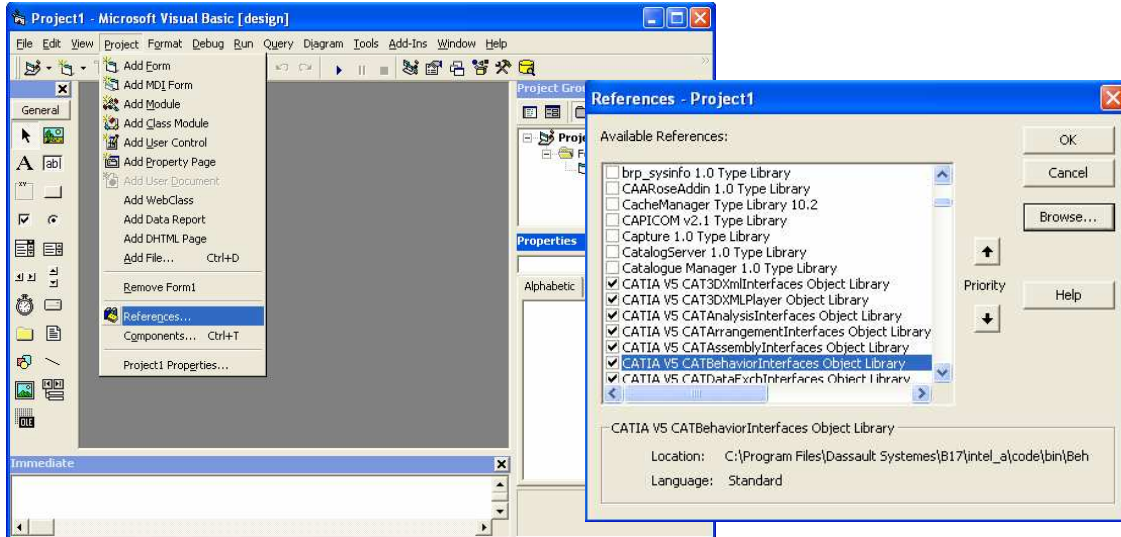 Project1 - Microsoft Visual Basic [design]
File Edit View Project Format Debug Run Query Diagram Tools Add-Ins Window Help
Add Form
Add MDI Form
Add Module
Add Class Module
Add User Control
Add Property Page
Add User Document
Add WebClass
Add Data Report
Add DHTML Page
Add File... Ctrl+D
Remove Form1
References...
Components... Ctrl+T
Project1 Properties...
General
A ab|
XY
OLE
Immediate
Project Grou
Proje
F
Properties
Alphabetic
References - Project1
Available References:
brp_sysinfo 1.0 Type Library
CAARoseAddin 1.0 Type Library
CacheManager Type Library 10.2
CAPICOM v2.1 Type Library
Capture 1.0 Type Library
CatalogServer 1.0 Type Library
Catalogue Manager 1.0 Type Library
CATIA V5 CAT3DXmlInterfaces Object Library
CATIA V5 CAT3DXMLPlayer Object Library
CATIA V5 CATAnalysisInterfaces Object Library
CATIA V5 CATArrangementInterfaces Object Library
CATIA V5 CATAssemblyInterfaces Object Library
CATIA V5 CATBehaviorInterfaces Object Library
CATIA V5 CATDataExchInterfaces Object Library
OK
Cancel
Browse...
Priority
Help
CATIA V5 CATBehaviorInterfaces Object Library
Location: C:\Program Files\Dassault Systemes\B17\intel_a\code\bin\Beh
Language: Standard